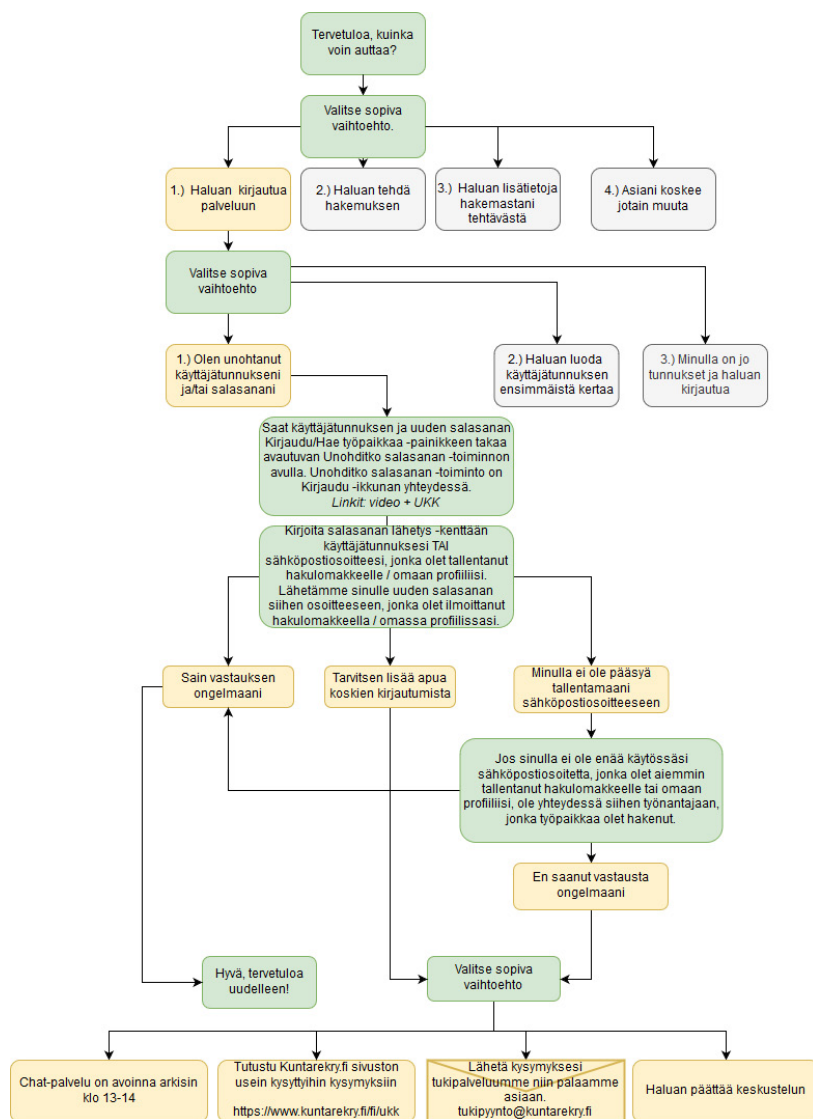 Tervetuloa, kuinka
voin auttaa?
Valitse sopiva
vaihtoehto.
1.) Haluan kirjautua
palveluun
2.) Haluan tehdä
hakemuksen
3.) Haluan lisätietoja
hakemastani
tehtävästä
4.) Asiani koskee
jotain muuta
Valitse sopiva
vaihtoehto
1.) Olen unohtanut
käyttäjätunnukseni
ja/tai salasanani
2.) Haluan luoda
käyttäjätunnuksen
ensimmäistä kertaa
3.) Minulla on jo
tunnukset ja haluan
kirjautua
Saat käyttäjätunnuksen ja uuden salasanan
Kirjaudu/Hae työpaikkaa -painikkeen takaa
avautuvan Unohditko salasanan -toiminnon
avulla. Unohditko salasanan -toiminto on
Kirjaudu -ikkunan yhteydessä.
Linkit: video + UKK
Kirjoita salasanan lähetys -kenttään
käyttäjätunnuksesi TAI
sähköpostiosoitteesi, jonka olet tallentanut
hakulomakkeelle / omaan profiiliisi.
Lähetämme sinulle uuden salasanan
siihen osoitteeseen, jonka olet ilmoittanut
hakulomakkeella / omassa profiilissasi.
Sain vastauksen
ongelmaani
Tarvitsen lisää apua
koskien kirjautumista
Minulla ei ole pääsyä
tallentamaani
sähköpostiosoitteeseen
Jos sinulla ei ole enää käytössäsi
sähköpostiosoitetta, jonka olet aiemmin
tallentanut hakulomakkeelle tai omaan
profiiliisi, ole yhteydessä siihen työnantajaan,
jonka työpaikkaa olet hakenut.
En saanut vastausta
ongelmaani
Hyvä, tervetuloa
uudelleen!
Valitse sopiva
vaihtoehto
Chat-palvelu on avoinna arkisin
klo 13-14
Tutustu Kuntarekry.fi sivuston
usein kysyttyihin kysymyksiin
https://www.kuntarekry.fi/fi/ukk
Lähetä kysymyksesi
tukipalveluumme niin palaamme
asiaan.
tukipyynto@kuntarekry.fi
Haluan päättää keskustelun